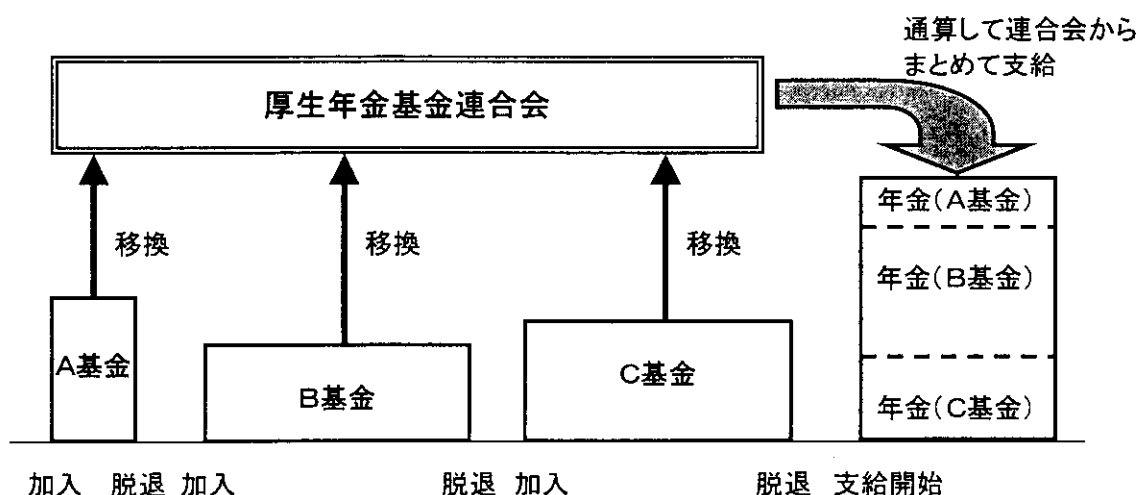 通算して連合会から
まとめて支給
厚生年金基金連合会
移換
移換
移換
年金(A基金)
年金(B基金)
年金(C基金)
A基金
B基金
C基金
加入 脱退 加入 脱退 加入 脱退 支給開始